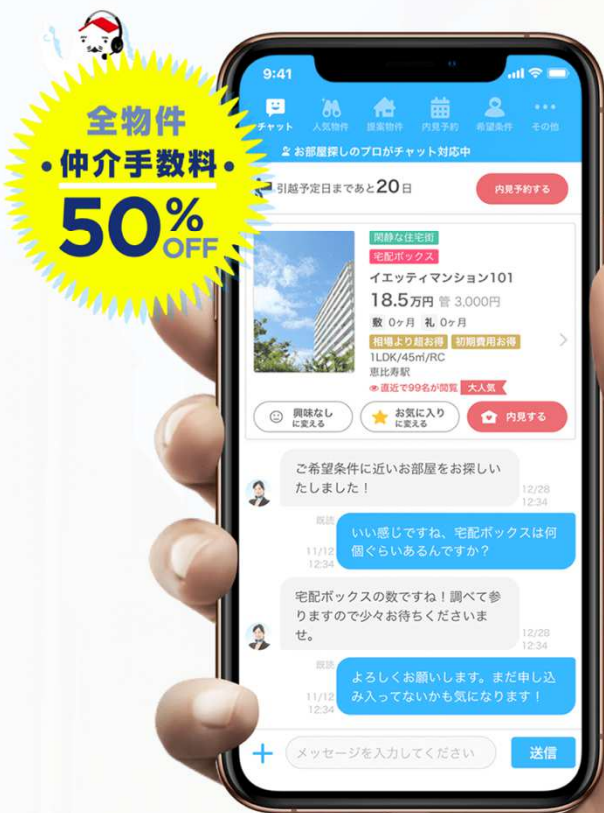 全物件
・仲介手数料・
50%
OFF
9:41
チャット
人気物件
提案物件
内見予約
希望条件
その他
お部屋探しのプロがチャット対応中
引越予定日まであと20日
内見予約する
閑静な住宅街
宅配ボックス
イエッティマンション101
18.5万円 管 3,000円
敷 0ヶ月 礼 0ヶ月
相場より超お得 初期費用お得
1LDK/45㎡/RC
恵比寿駅
直近で99名が閲覧 大人気
興味なし
に変える
お気に入り
に変える
内見する
ご希望条件に近いお部屋をお探しい
たしました！
12/28
12:34
既読
11/12
12:34
いい感じですね、宅配ボックスは何
個ぐらいあるんですか？
宅配ボックスの数ですね！調べて参
りますので少々お待ちくださいま
せ。
12/28
12:34
既読
11/12
12:34
よろしくお願いします。まだ申し込
み入ってないかも気になります！
メッセージを入力してください
送信